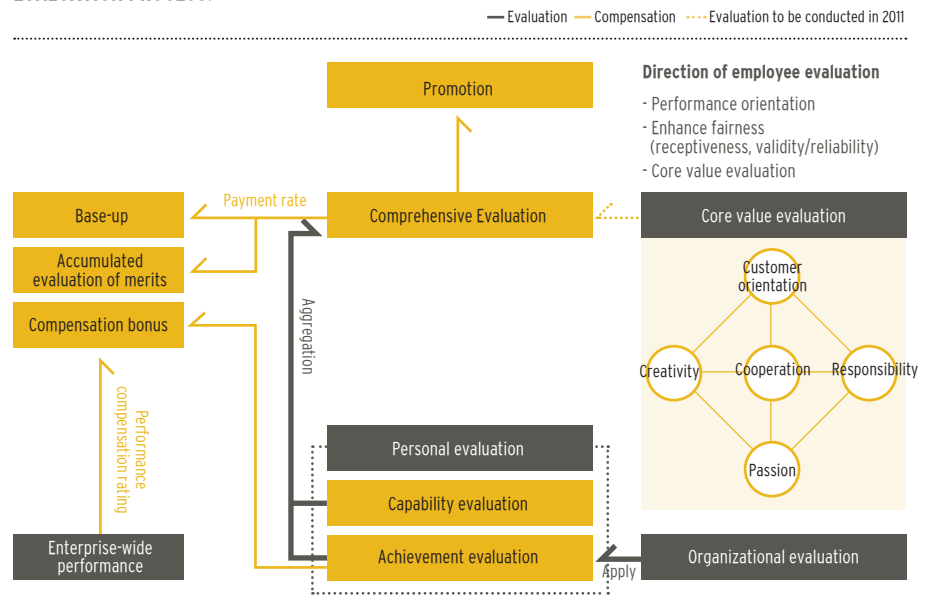 Evaluation
Compensation
Evaluation to be conducted in 2011
Promotion
Direction of employee evaluation
- Performance orientation
- Enhance fairness
(receptiveness, validity/reliability)
- Core value evaluation
Base-up
Payment rate
Comprehensive Evaluation
Core value evaluation
Accumulated
evaluation of merits
Compensation bonus
Aggregation
Customer
orientation
Creativity
Cooperation
Responsibility
Passion
Performance
compensation rating
Personal evaluation
Capability evaluation
Achievement evaluation
Enterprise-wide
performance
Apply
Organizational evaluation